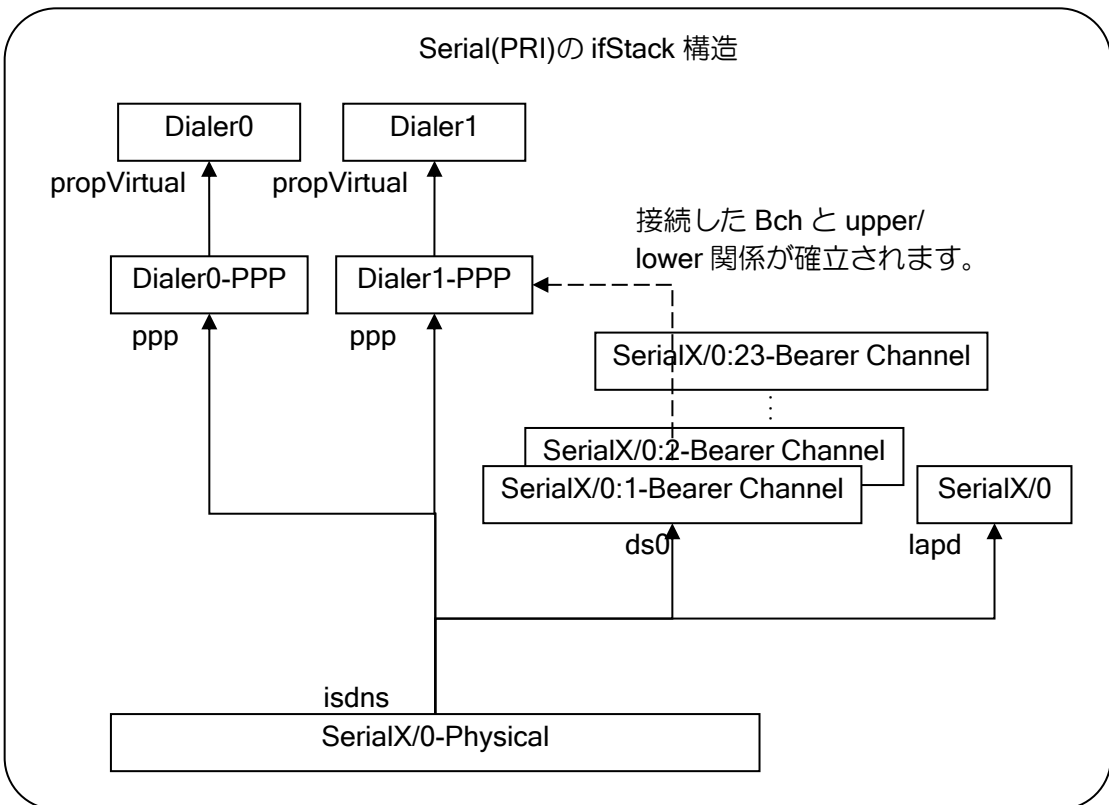 Serial(PRI)の ifStack 構造
Dialer0
Dialer1
propVirtual
propVirtual
接続した Bch と upper/
lower 関係が確立されます。
Dialer0-PPP
Dialer1-PPP
ppp
ppp
SerialX/0:23-Bearer Channel
SerialX/0:2-Bearer Channel
SerialX/0:1-Bearer Channel
SerialX/0
ds0
lapd
isdns
SerialX/0-Physical